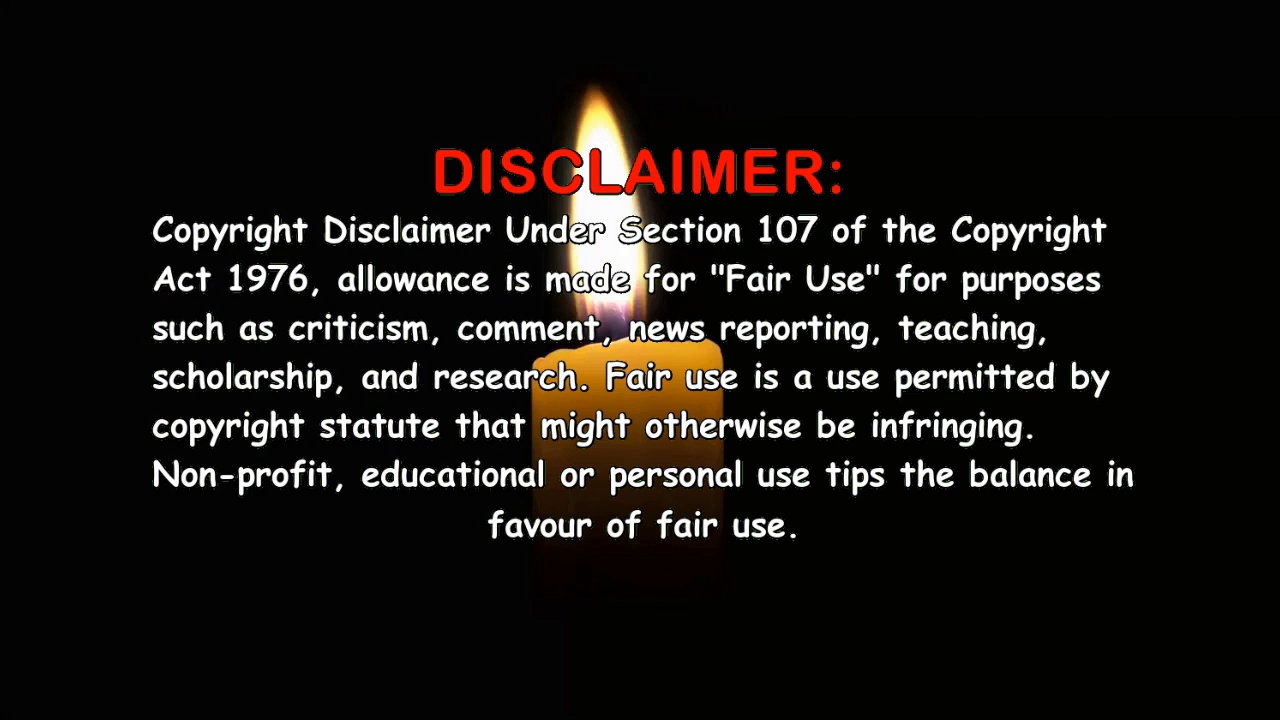 DISCLAIMER:
Copyright Disclaimer Under Section 107 of the Copyright
Act 1976, allowance is made for "Fair Use" for purposes
such as criticism, comment, news reporting, teaching,
scholarship, and research. Fair use is a use permitted by
copyright statute that might otherwise be infringing.
Non-profit, educational or personal use tips the balance in
favour of fair use.